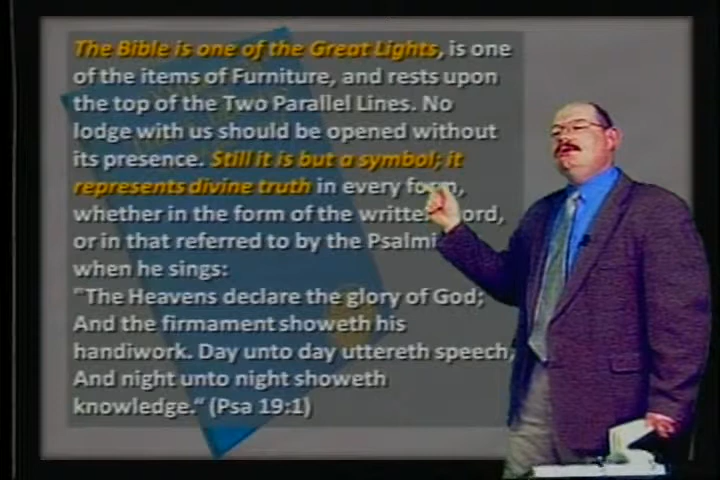 The Bible is one of the Great Lights, is one
of the items of Furniture, and rests upon
the top of the Two Parallel Lines. No
lodge with us should be opened without
its presence. Still it is but a symbol; it
represents divine truth in every form,
whether in the form of the written word,
or in that referred to by the
when he sings:
"The Heavens declare the glory of God;
And the firmament showeth his
handiwork. Day unto day uttereth speech,
And night unto night showeth
knowledge." (Psa 19:1)